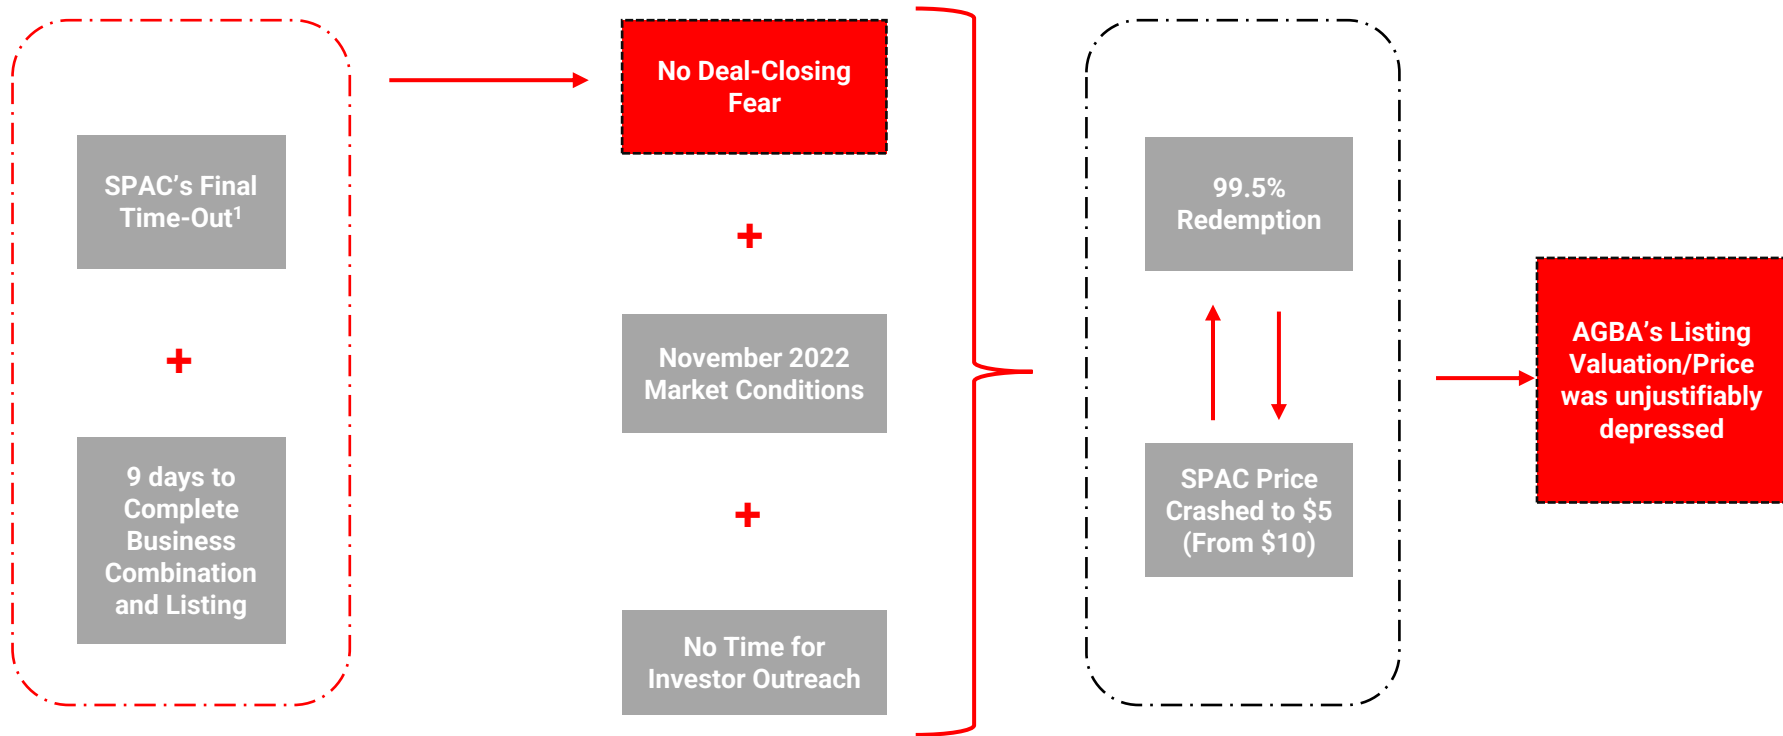 SPAC's Final
Time-Out¹
+
9 days to
Complete
Business
Combination
and Listing
No Deal-Closing
Fear
+
November 2022
Market Conditions
+
No Time for
Investor Outreach
99.5%
Redemption
SPAC Price
Crashed to $5
(From $10)
AGBA's Listing
Valuation/Price
was unjustifiably
depressed